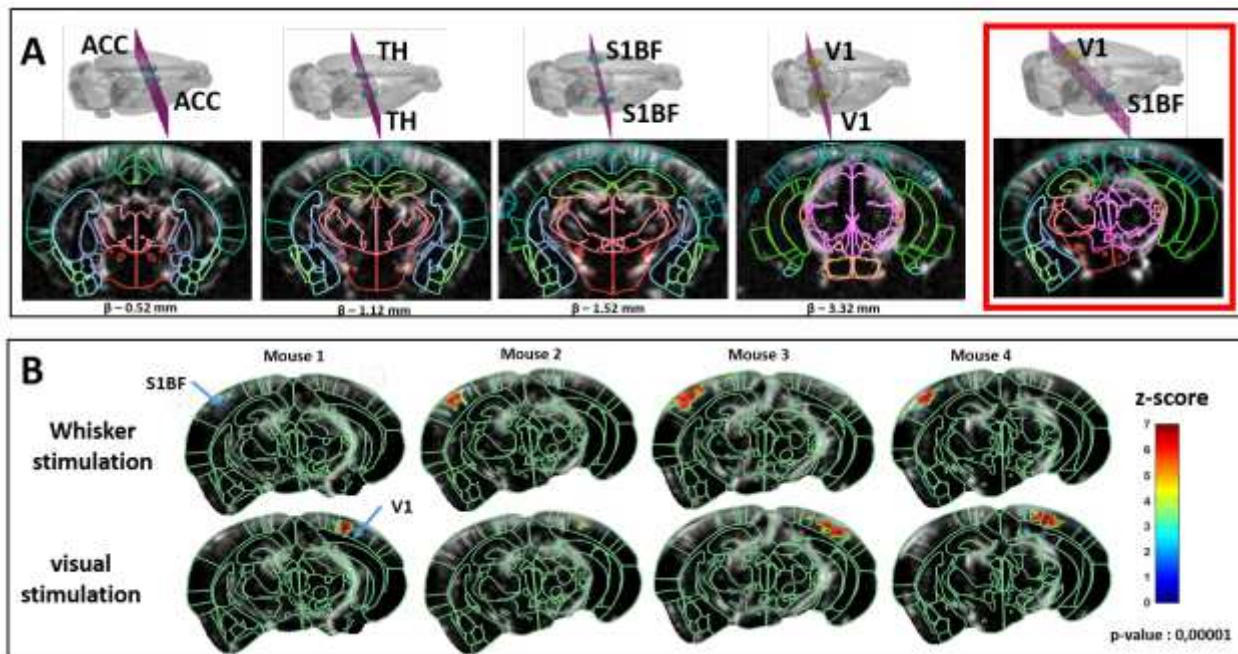 A
ACC
ACC
TH
TH
S1BF
S1BF
V1
V1
V1
S1BF
β – 0.52 mm
β – 1.12 mm
β – 1.52 mm
β – 3.32 mm
B
Mouse 1
Mouse 2
Mouse 3
Mouse 4
S1BF
Whisker
stimulation
V1
visual
stimulation
z-score
7
6
5
4
3
2
1
0
p-value : 0,00001